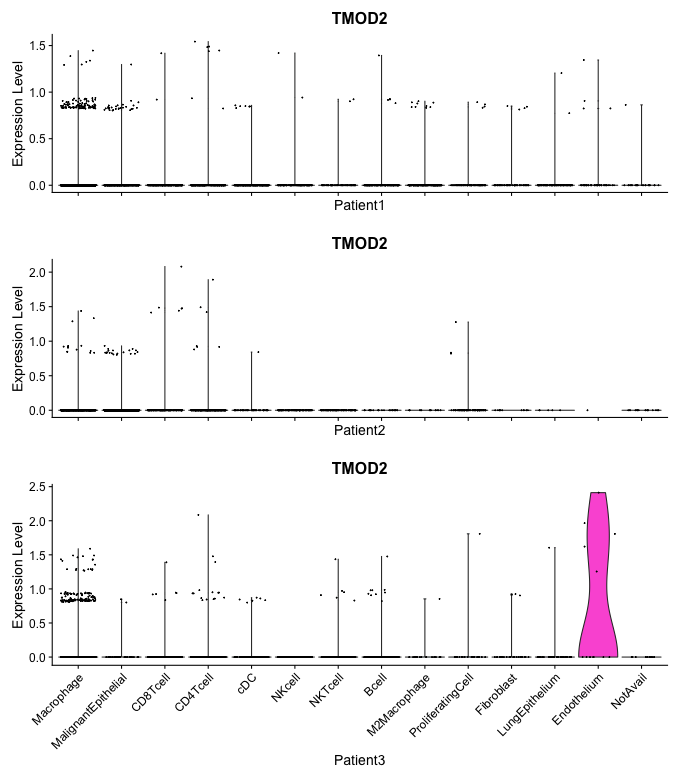 TMOD2
Expression Level
1.5
1.0
0.5
0.0
Patient1
TMOD2
Expression Level
2.0
1.5
1.0
0.5
0.0
Patient2
TMOD2
Expression Level
2.5
2.0
1.5
1.0
0.5
0.0
Macrophage
MalignantEpithelial
CD8Tcell
CD4Tcell
cDC
NKcell
NKTcell
Bcell
M2Macrophage
ProliferatingCell
Fibroblast
LungEpithelium
Endothelium
NotAvail
Patient3